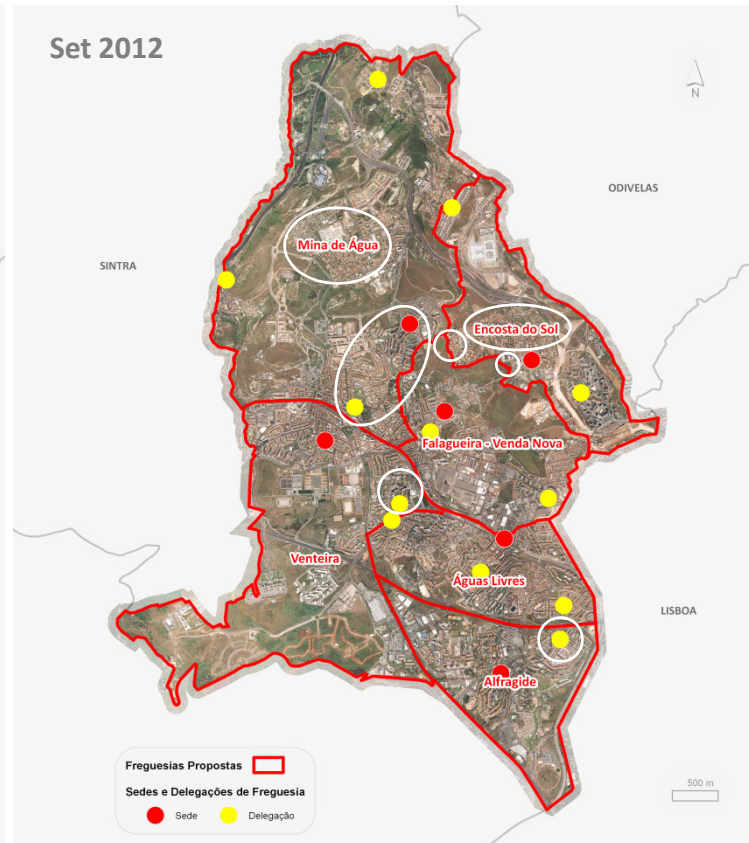 Set 2012
N
ODIVELAS
SINTRA
Mina de Água
Encosta do Sol
Falagueira - Venda Nova
Venteira
Águas Livres
LISBOA
Alfragide
Freguesias Propostas
Sedes e Delegações de Freguesia
Sede
Delegação
500 m